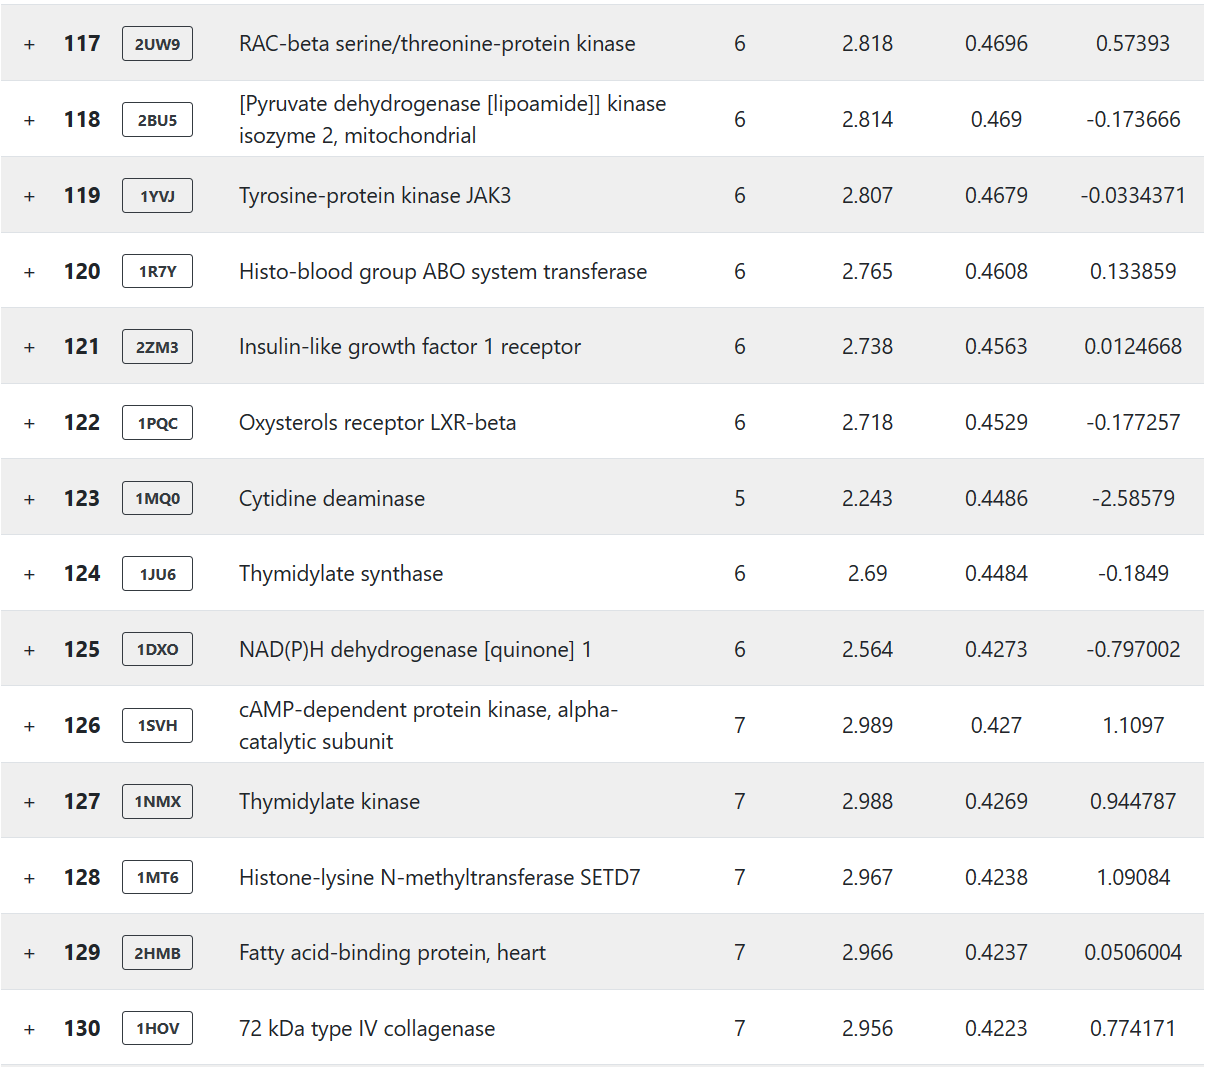 + 117 2UW9 RAC-beta serine/threonine-protein kinase 6 2.818 0.4696 0.57393
+ 118 2BU5 [Pyruvate dehydrogenase [lipoamide]] kinase isozyme 2, mitochondrial 6 2.814 0.469 -0.173666
+ 119 1YVJ Tyrosine-protein kinase JAK3 6 2.807 0.4679 -0.0334371
+ 120 1R7Y Histo-blood group ABO system transferase 6 2.765 0.4608 0.133859
+ 121 2ZM3 Insulin-like growth factor 1 receptor 6 2.738 0.4563 0.0124668
+ 122 1PQC Oxysterols receptor LXR-beta 6 2.718 0.4529 -0.177257
+ 123 1MQ0 Cytidine deaminase 5 2.243 0.4486 -2.58579
+ 124 1JU6 Thymidylate synthase 6 2.69 0.4484 -0.1849
+ 125 1DXO NAD(P)H dehydrogenase [quinone] 1 6 2.564 0.4273 -0.797002
+ 126 1SVH cAMP-dependent protein kinase, alpha-catalytic subunit 7 2.989 0.427 1.1097
+ 127 1NMX Thymidylate kinase 7 2.988 0.4269 0.944787
+ 128 1MT6 Histone-lysine N-methyltransferase SETD7 7 2.967 0.4238 1.09084
+ 129 2HMB Fatty acid-binding protein, heart 7 2.966 0.4237 0.0506004
+ 130 1HOV 72 kDa type IV collagenase 7 2.956 0.4223 0.774171